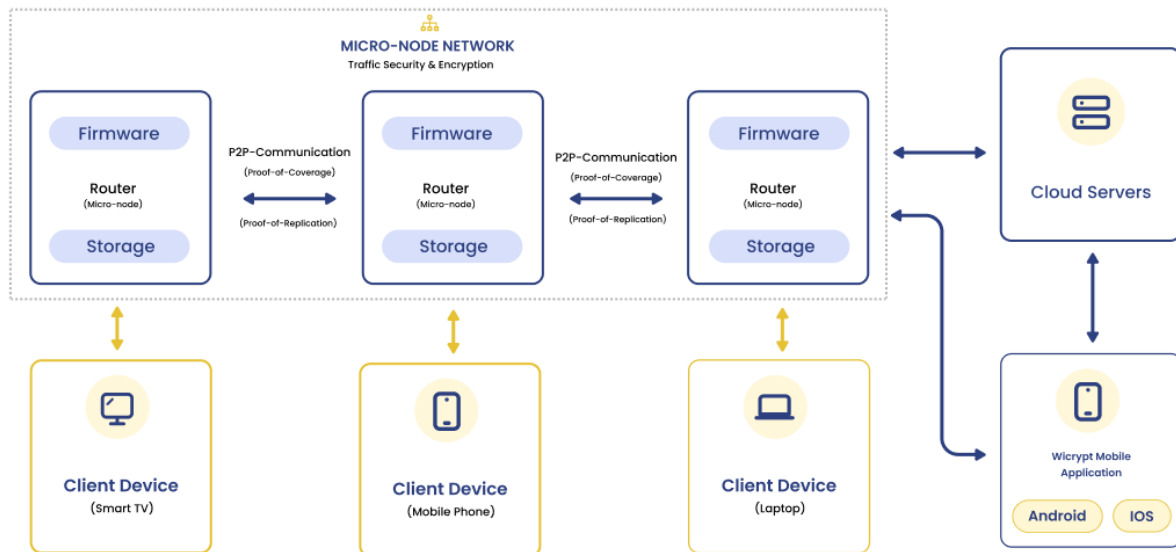 MICRO-NODE NETWORK
Traffic Security & Encryption
Firmware
Router
(Micro-node)
Storage
P2P-Communication
(Proof-of-Coverage)
(Proof-of-Replication)
Firmware
Router
(Micro-node)
Storage
P2P-Communication
(Proof-of-Coverage)
(Proof-of-Replication)
Firmware
Router
(Micro-node)
Storage
Cloud Servers
Client Device
(Smart TV)
Client Device
(Mobile Phone)
Client Device
(Laptop)
Wicrypt Mobile
Application
Android
IOS